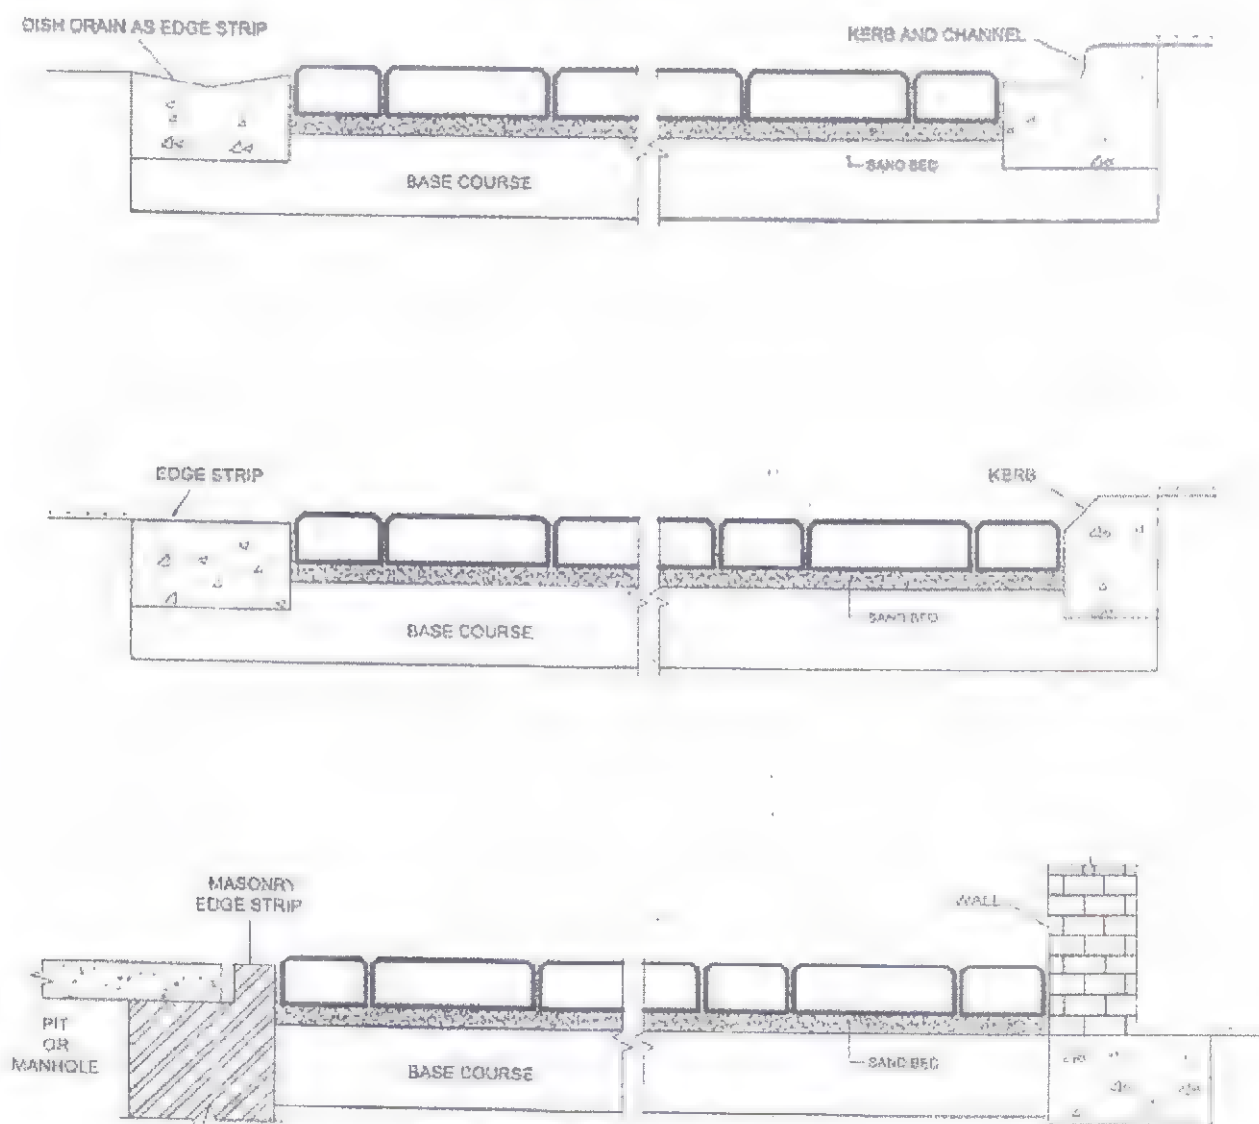 DISH DRAIN AS EDGE STRIP
KERB AND CHANNEL
SAND BED
BASE COURSE
EDGE STRIP
KERB
SAND BED
BASE COURSE
MASONRY
EDGE STRIP
WALL
PIT
OR
MANHOLE
SAND BED
BASE COURSE